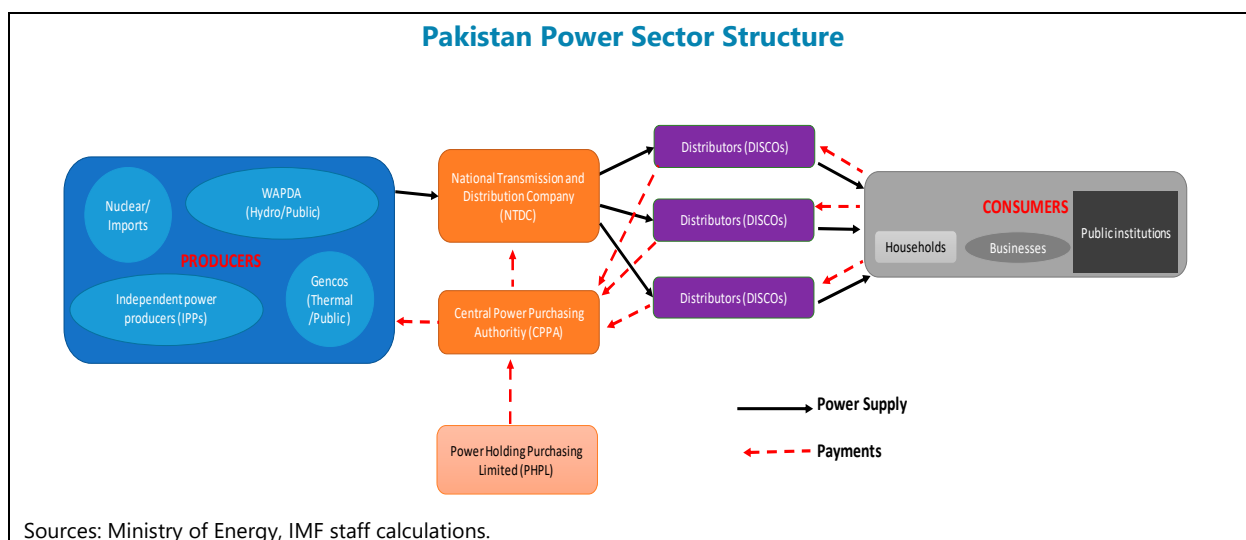 Pakistan Power Sector Structure
Nuclear/
Imports
WAPDA
(Hydro/Public)
PRODUCERS
Independent power
producers (IPPs)
Gencos
(Thermal
/Public)
National Transmission and
Distribution Company
(NTDC)
Central Power Purchasing
Authoritiy (CPPA)
Power Holding Purchasing
Limited (PHPL)
Distributors (DISCOs)
Distributors (DISCOs)
Distributors (DISCOs)
CONSUMERS
Households
Businesses
Public institutions
Power Supply
Payments
Sources: Ministry of Energy, IMF staff calculations.